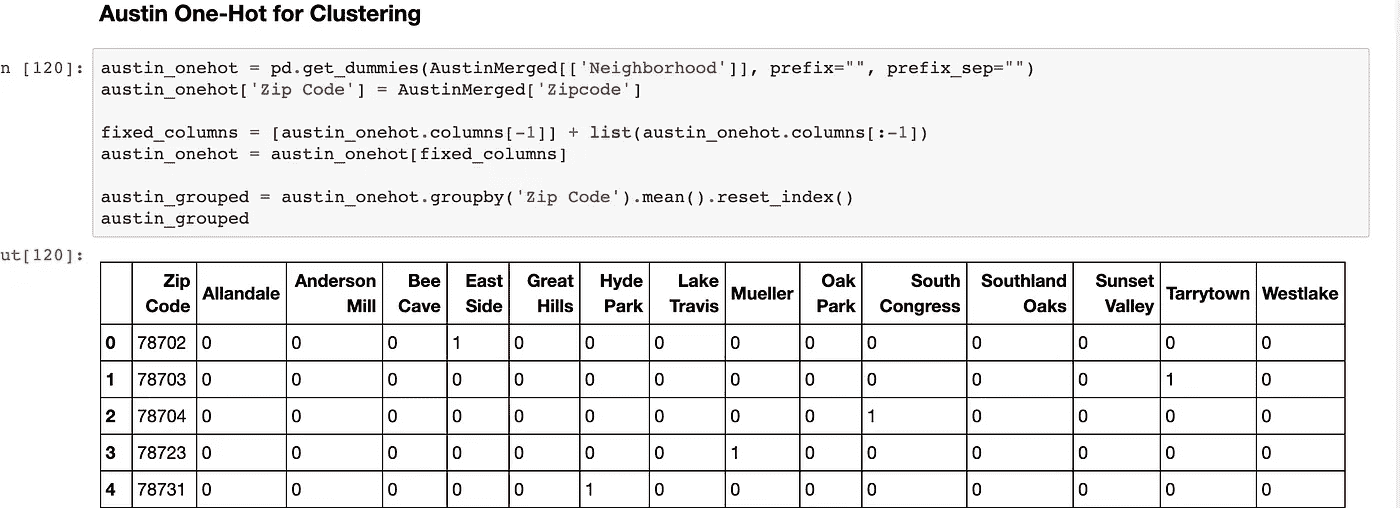 Austin One-Hot for Clustering
n [120]:
austin_onehot = pd.get_dummies(AustinMerged[['Neighborhood']], prefix="", prefix_sep="")
austin_onehot['Zip Code'] = AustinMerged['Zipcode']
fixed_columns = [austin_onehot.columns[-1]] + list(austin_onehot.columns[:-1])
austin_onehot = austin_onehot[fixed_columns]
austin_grouped = austin_onehot.groupby('Zip Code').mean().reset_index()
austin_grouped
ut[120]:
Zip Code Allandale Anderson Mill Bee Cave East Side Great Hills Hyde Park Lake Travis Mueller Oak Park South Congress Southland Oaks Sunset Valley Tarrytown Westlake
0 78702 0 0 0 1 0 0 0 0 0 0 0 0 0 0
1 78703 0 0 0 0 0 0 0 0 0 0 0 0 1 0
2 78704 0 0 0 0 0 0 0 0 0 1 0 0 0 0
3 78723 0 0 0 0 0 0 0 1 0 0 0 0 0 0
4 78731 0 0 0 0 0 1 0 0 0 0 0 0 0 0